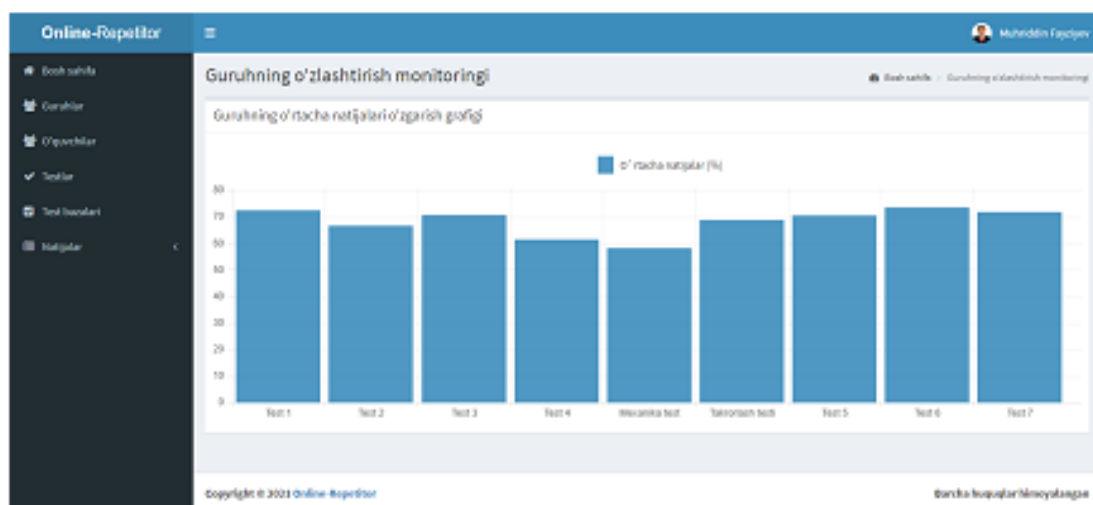 Online-Repetitor
Muhriddin Fayziyev
Bosh sahifa
Guruhlar
O'quvchilar
Testlar
Test bazalari
Natijalar
Guruhning o'zlashtirish monitoringi
Bosh sahifa > Guruhning o'zlashtirish monitoringi
Guruhning o'rtacha natijalari o'zgarish grafigi
O'rtacha natijalar (%)
80
70
60
50
40
30
20
10
0
Test 1 Test 2 Test 3 Test 4 Mexanika test Takrorlash testi Test 5 Test 6 Test 7
Copyright © 2021 Online-Repetitor
Barcha huquqlar himoyalangan